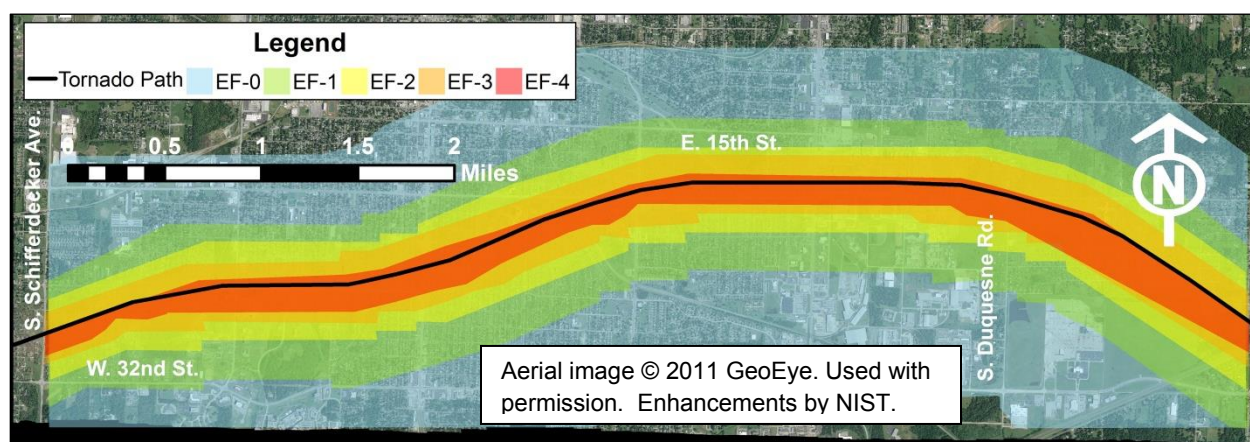 Legend
Tornado Path EF-0 EF-1 EF-2 EF-3 EF-4
S. Schifferdecker Ave.
0 0.5 1 1.5 2
Miles
E. 15th St.
N
S. Duquesne Rd.
W. 32nd St.
Aerial image © 2011 GeoEye. Used with
permission. Enhancements by NIST.